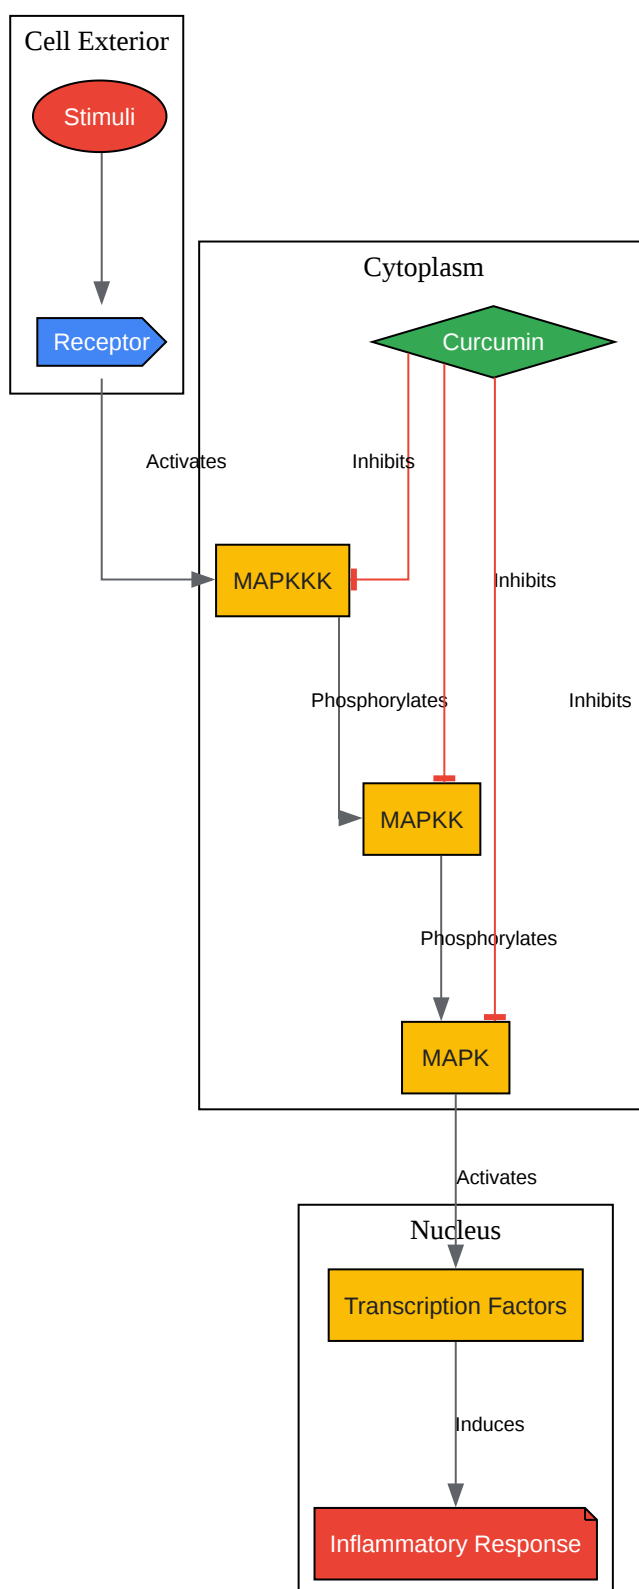 Cell Exterior
Stimuli
Cytoplasm
Receptor
Curcumin
Activates
Inhibits
MAPKKK
Inhibits
Phosphorylates
Inhibits
MAPKK
Phosphorylates
MAPK
Activates
Nucleus
Transcription Factors
Induces
Inflammatory Response